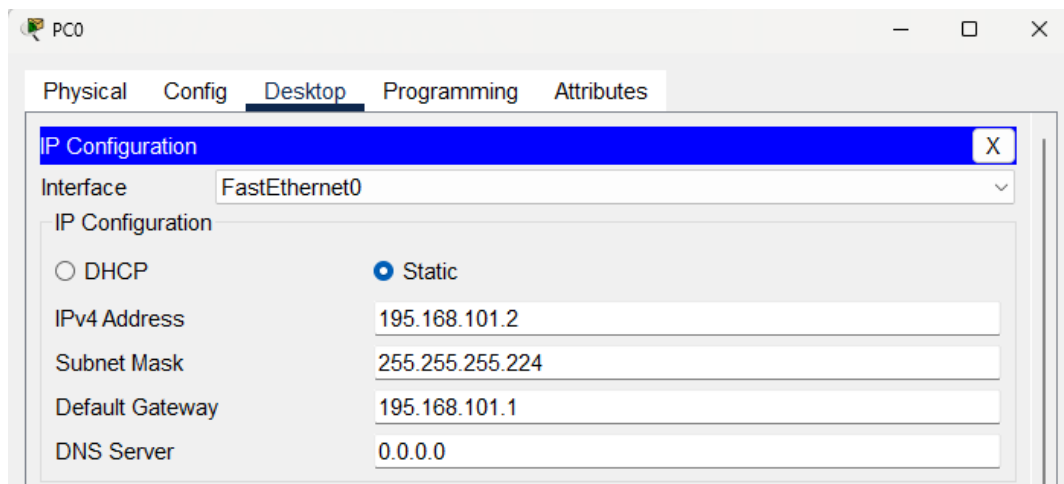 PC0
Physical Config Desktop Programming Attributes
IP Configuration X
Interface FastEthernet0
IP Configuration
DHCP Static
IPv4 Address 195.168.101.2
Subnet Mask 255.255.255.224
Default Gateway 195.168.101.1
DNS Server 0.0.0.0